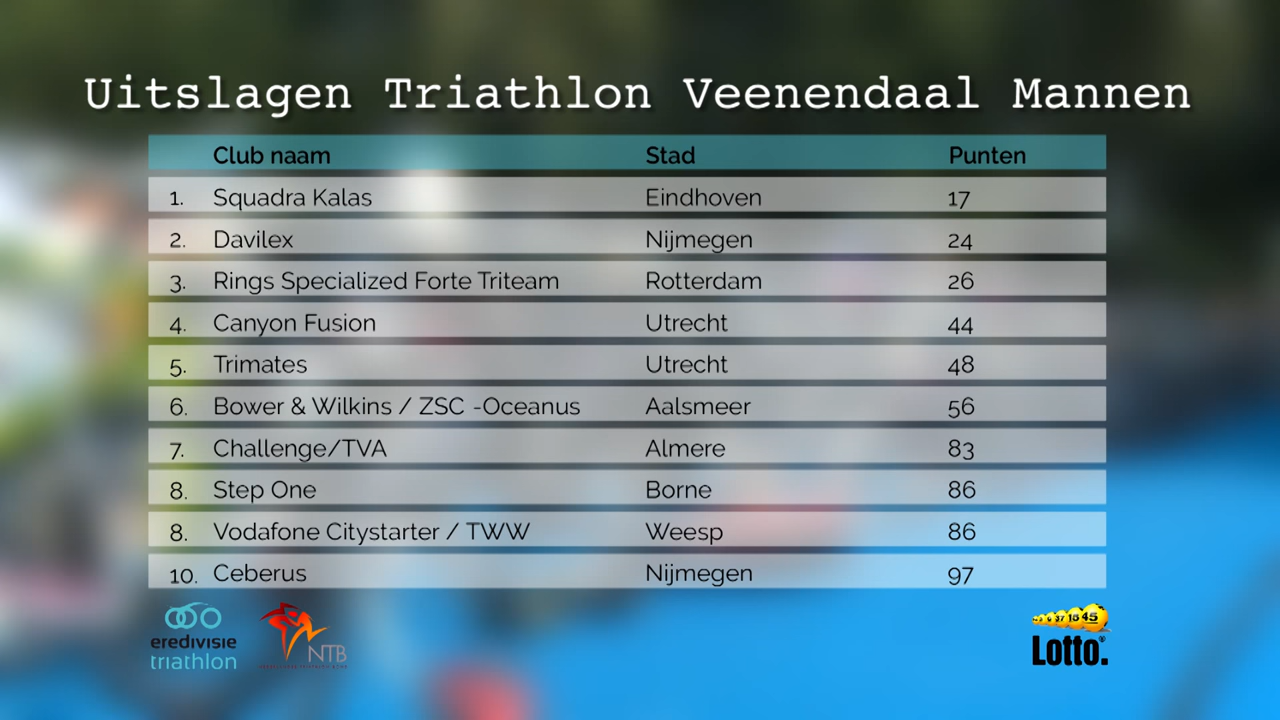 Uitslagen Triathlon Veenendaal Mannen
Club naam Stad Punten
1. Squadra Kalas Eindhoven 17
2. Davilex Nijmegen 24
3. Rings Specialized Forte Triteam Rotterdam 26
4. Canyon Fusion Utrecht 44
5. Trimates Utrecht 48
6. Bower & Wilkins / ZSC -Oceanus Aalsmeer 56
7. Challenge/TVA Almere 83
8. Step One Borne 86
8. Vodafone Citystarter / TWW Weesp 86
10. Ceberus Nijmegen 97
eredivisie
triathlon
NTB
37 18 45
Lotto.